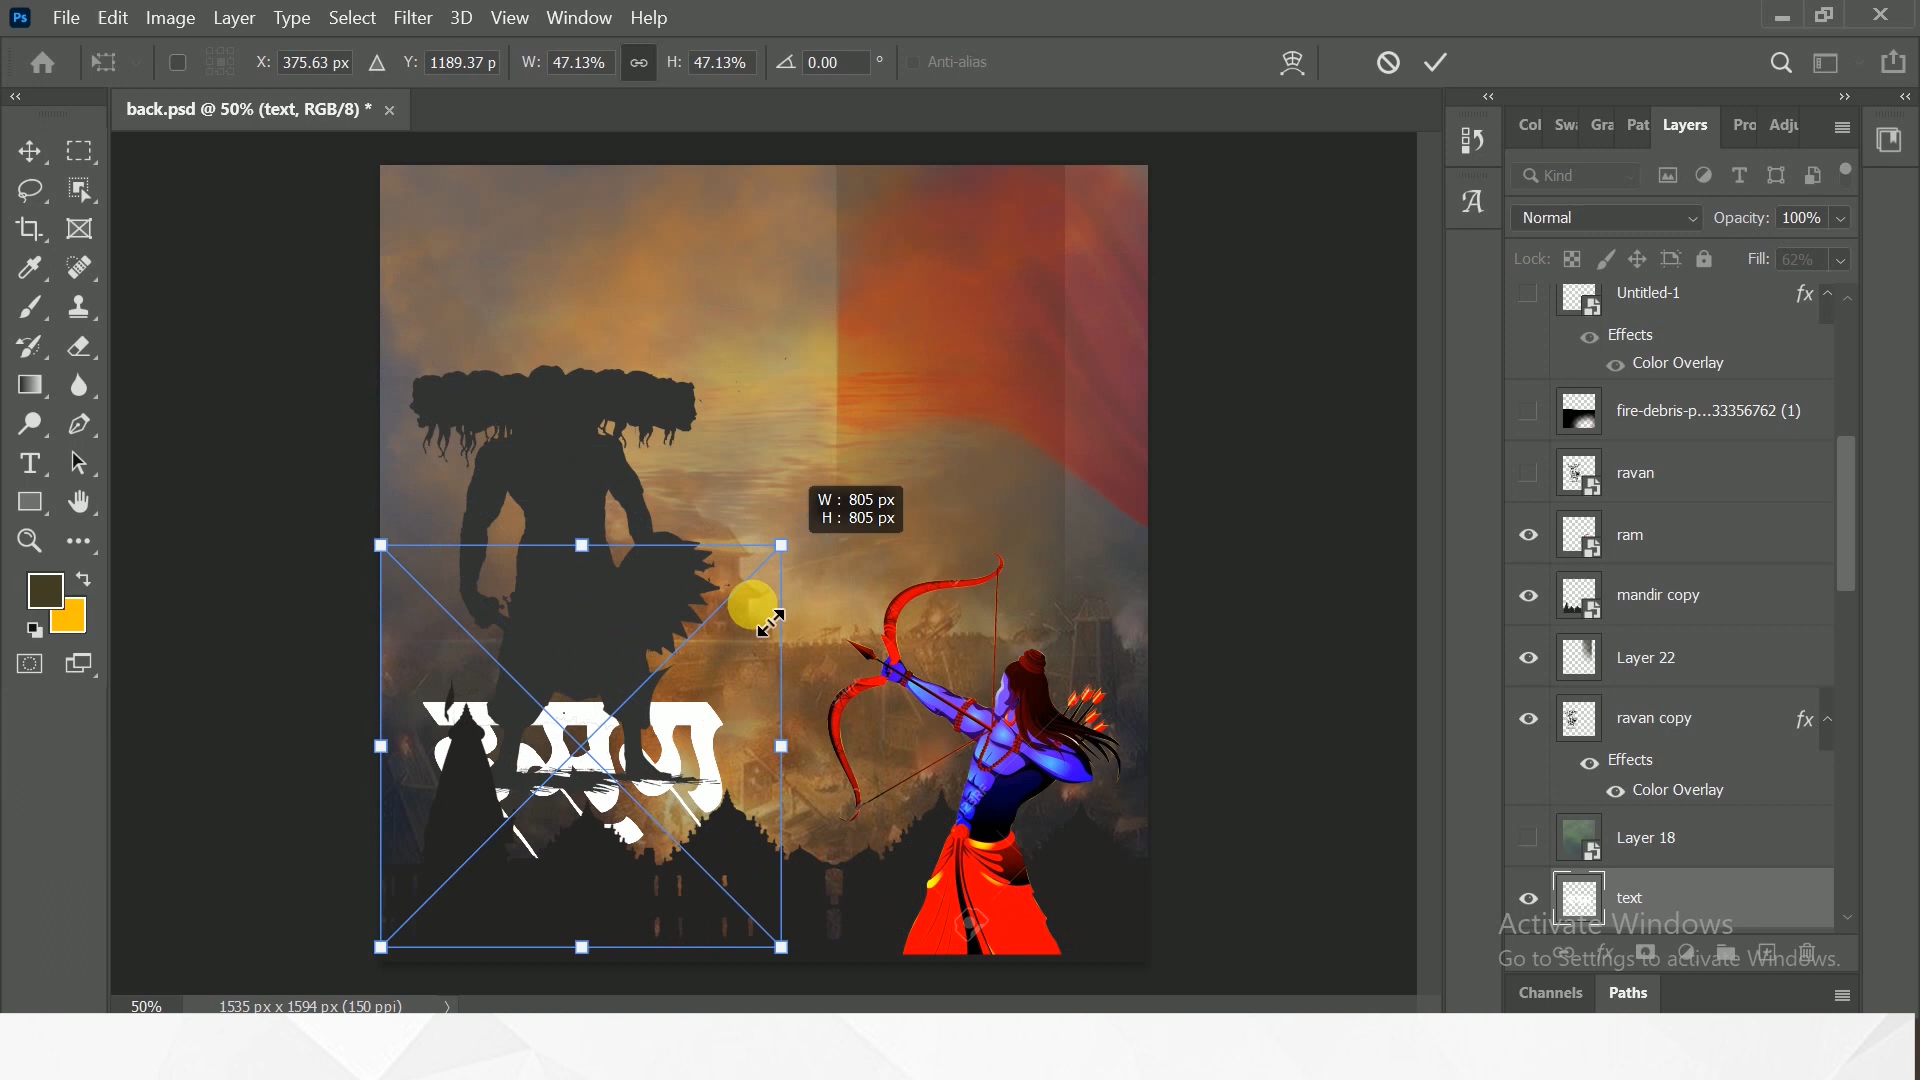 Ps File Edit Image Layer Type Select Filter 3D View Window Help
X: 375.63 px Y: 1189.37 p W: 47.13% H: 47.13% 0.00 ° Anti-alias
back.psd @ 50% (text, RGB/8) * ×
Col Swa Gra Pat Layers Pro Adju
Kind
Normal Opacity: 100%
Lock: Fill: 62%
Untitled-1 fx
Effects
Color Overlay
fire-debris-p...33356762 (1)
ravan
W : 805 px
H : 805 px
ram
mandir copy
Layer 22
ravan copy fx
Effects
Color Overlay
Layer 18
text
Activate Windows
Go to Settings to activate Windows.
Channels Paths
50% 1535 px x 1594 px (150 ppi)